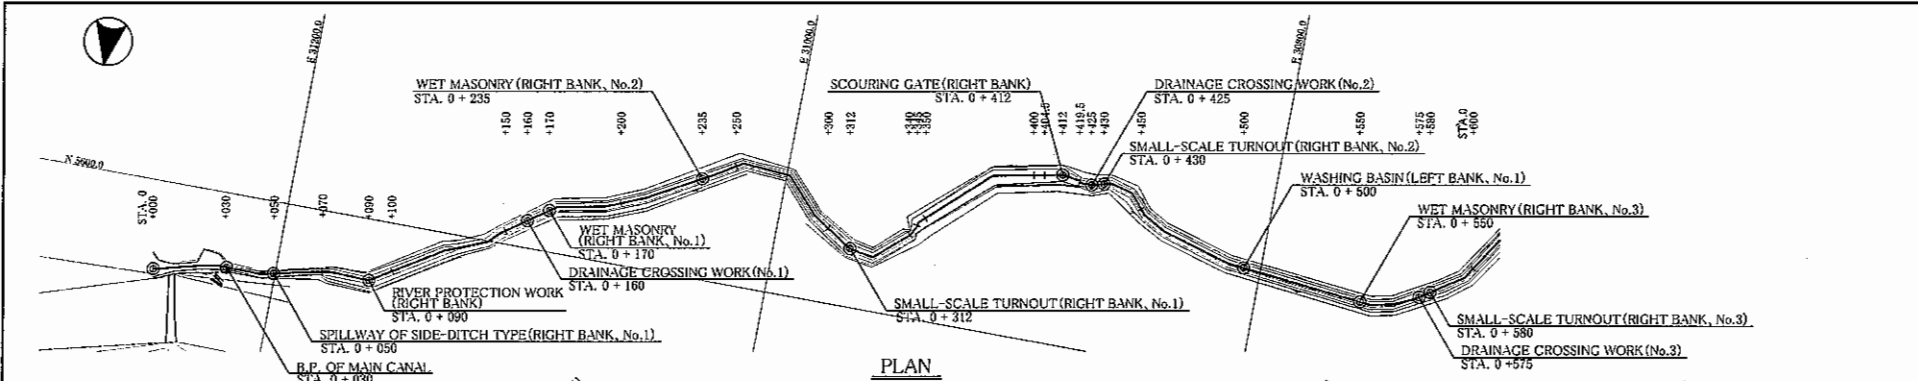 E 31200.0
E 31000.0
E 30800.0
N 5600.0
WET MASONRY (RIGHT BANK, No.2)
STA. 0 + 235
SCOURING GATE (RIGHT BANK)
STA. 0 + 412
DRAINAGE CROSSING WORK (No.2)
STA. 0 + 425
SMALL-SCALE TURNOUT (RIGHT BANK, No.2)
STA. 0 + 430
WASHING BASIN (LEFT BANK, No.1)
STA. 0 + 500
WET MASONRY (RIGHT BANK, No.3)
STA. 0 + 550
STA.0
+000
+030
+050
+070
+090
+100
+150
+160
+170
+200
+235
+250
+300
+312
+340
+350
+400
+404.5
+412
+419.5
+425
+430
+450
+500
+550
+575
+580
STA.0
+600
WET MASONRY
(RIGHT BANK, No.1)
STA. 0 + 170
DRAINAGE CROSSING WORK (No.1)
STA. 0 + 160
RIVER PROTECTION WORK
(RIGHT BANK)
STA. 0 + 090
SPILLWAY OF SIDE-DITCH TYPE (RIGHT BANK, No.1)
STA. 0 + 050
B.P. OF MAIN CANAL
STA. 0 + 030
SMALL-SCALE TURNOUT (RIGHT BANK, No.1)
STA. 0 + 312
SMALL-SCALE TURNOUT (RIGHT BANK, No.3)
STA. 0 + 580
DRAINAGE CROSSING WORK (No.3)
STA. 0 +575
PLAN